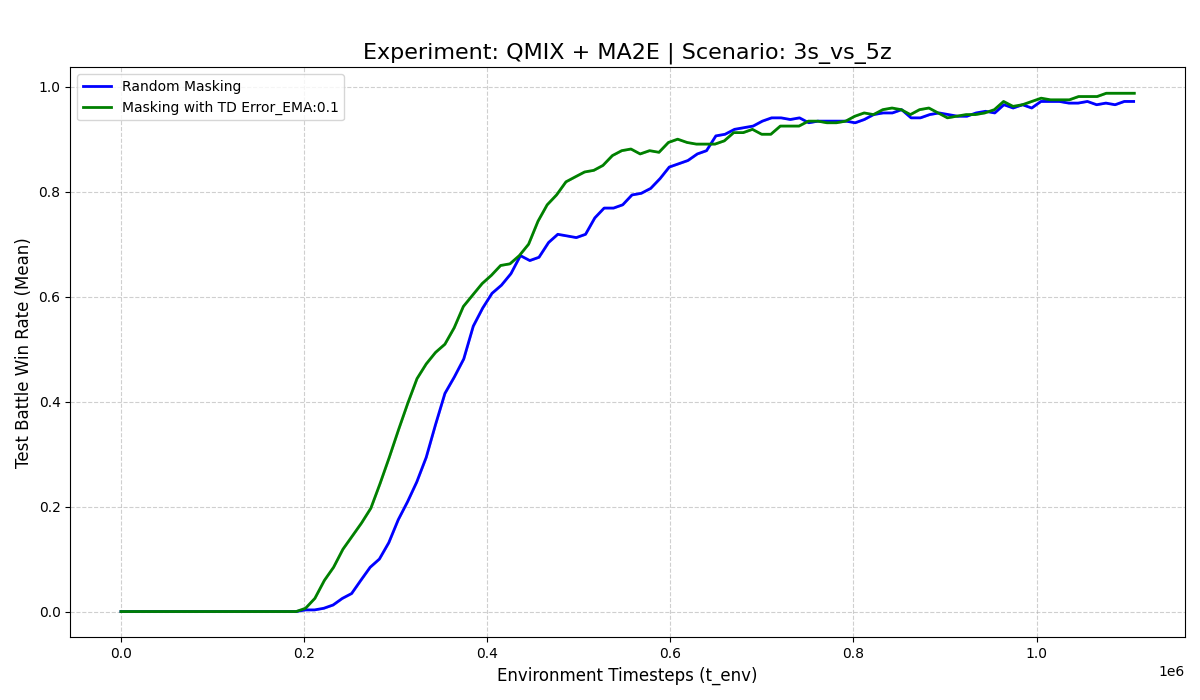 Experiment: QMIX + MA2E | Scenario: 3s_vs_5z
Random Masking
Masking with TD Error_EMA:0.1
Test Battle Win Rate (Mean)
1.0
0.8
0.6
0.4
0.2
0.0
0.0 0.2 0.4 0.6 0.8 1.0
1e6
Environment Timesteps (t_env)